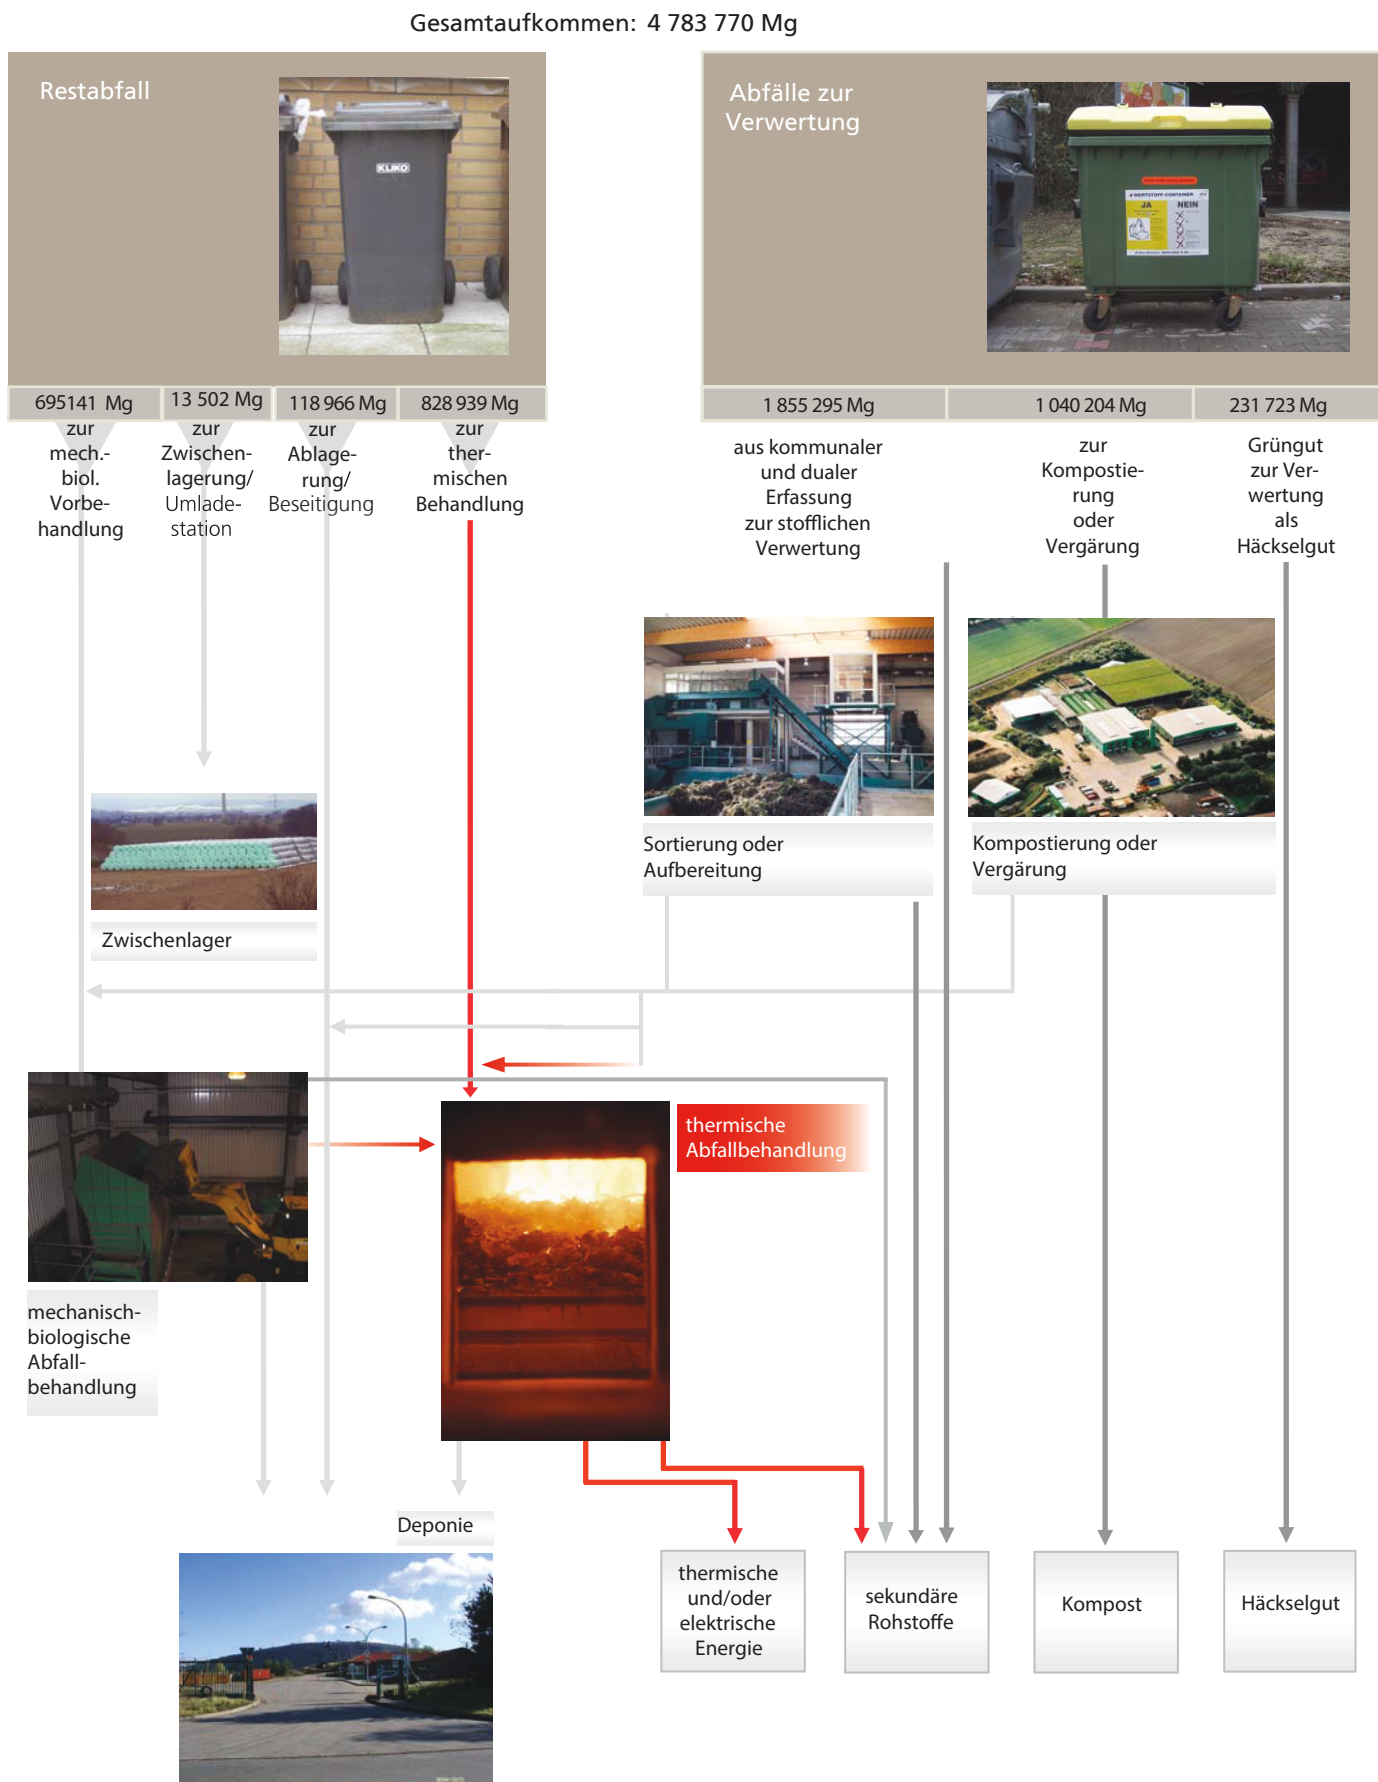 Gesamtaufkommen: 4 783 770 Mg
Restabfall
KLIKO
Abfälle zur
Verwertung
WERTSTOFF-CONTAINER
JA
NEIN
695141 Mg
13 502 Mg
118 966 Mg
828 939 Mg
1 855 295 Mg
1 040 204 Mg
231 723 Mg
zur
mech.-
biol.
Vorbe-
handlung
zur
Zwischen-
lagerung/
Umlade-
station
zur
Ablage-
rung/
Beseitigung
zur
ther-
mischen
Behandlung
aus kommunaler
und dualer
Erfassung
zur stofflichen
Verwertung
zur
Kompostie-
rung
oder
Vergärung
Grüngut
zur Ver-
wertung
als
Häckselgut
Sortierung oder
Aufbereitung
Kompostierung oder
Vergärung
Zwischenlager
thermische
Abfallbehandlung
mechanisch-
biologische
Abfall-
behandlung
Deponie
thermische
und/oder
elektrische
Energie
sekundäre
Rohstoffe
Kompost
Häckselgut